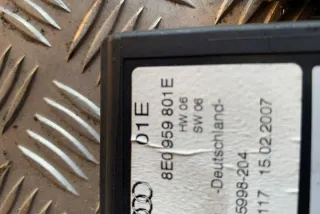 01E
8E0 959 801E
HW 06
SW 06
-Deutschland-
5998-204
117 15.02.2007